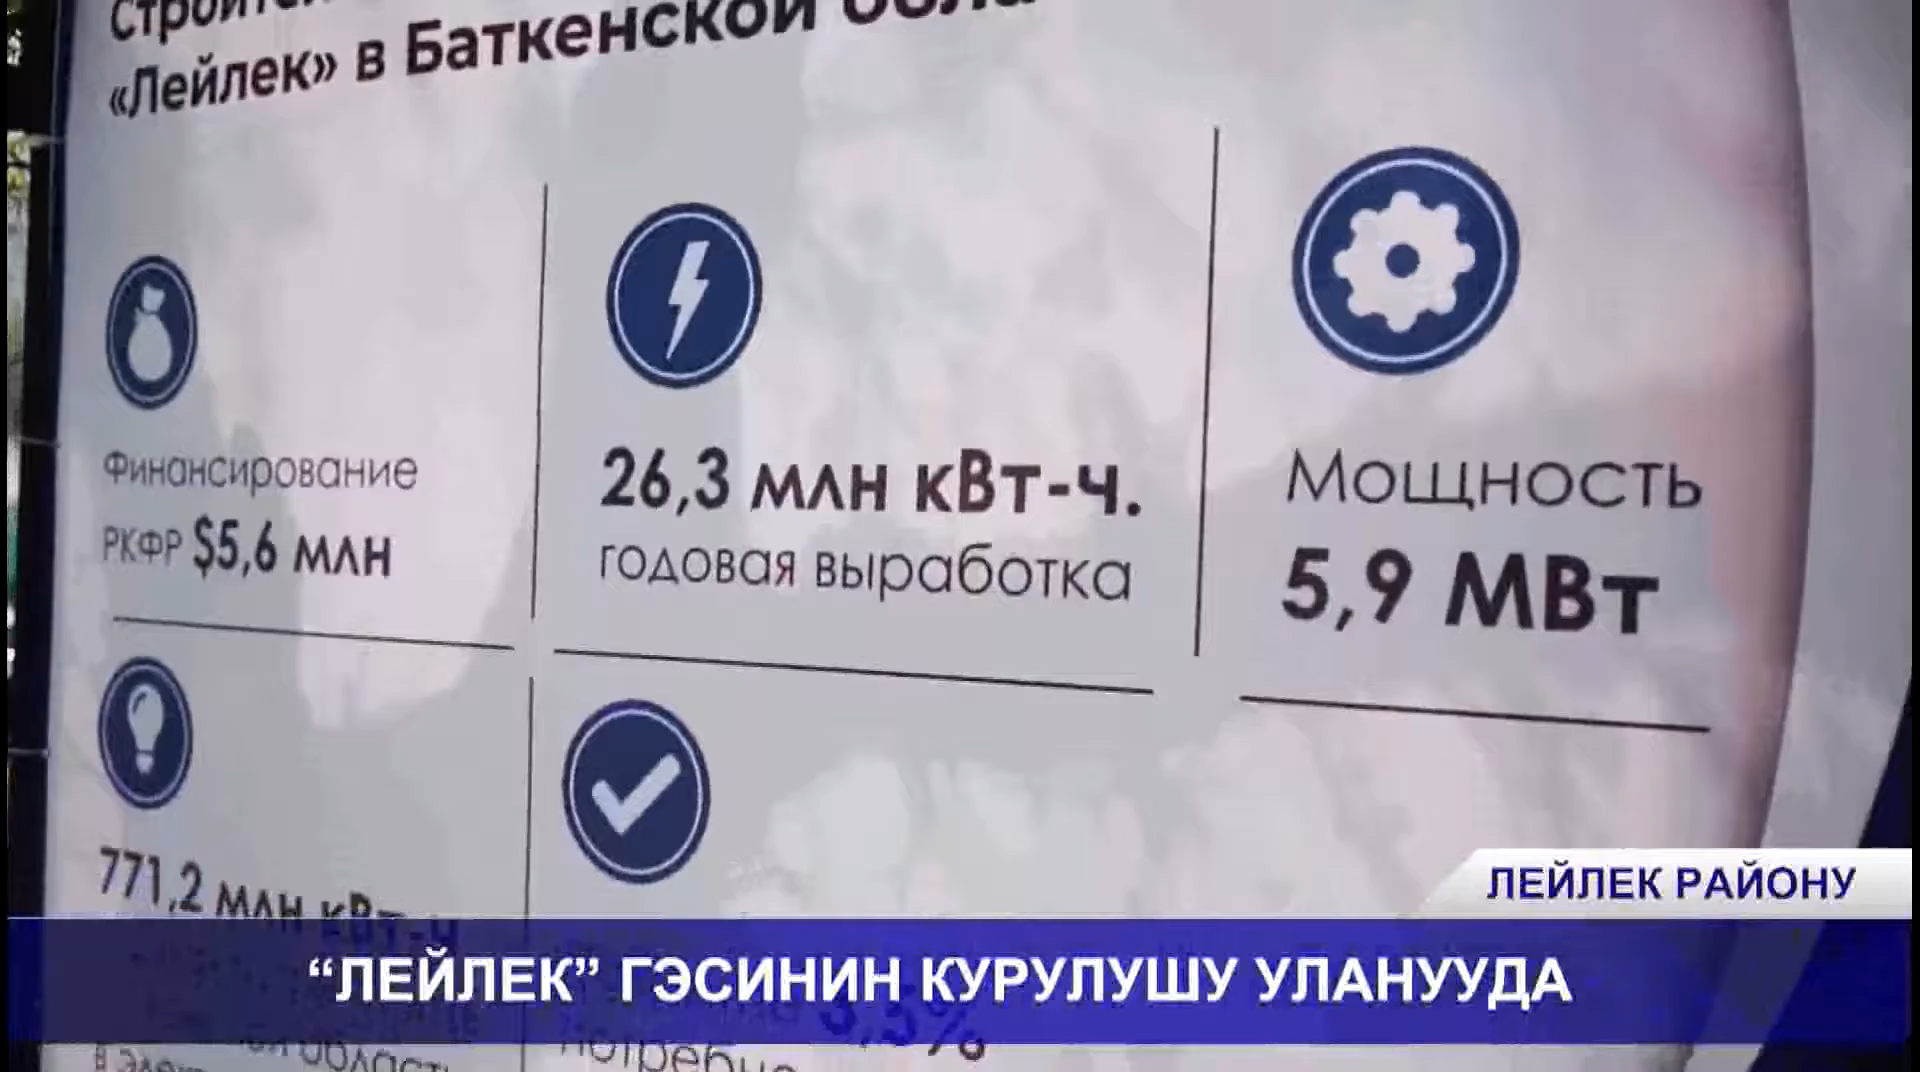 «Лейлек» в Баткенской
Финансирование
РКФР $5,6 млн
26,3 млн кВт-ч.
годовая выработка
Мощность
5,9 МВт
771,2 млн кВт-ч
ЛЕЙЛЕК РАЙОНУ
“ЛЕЙЛЕК” ГЭСИНИН КУРУЛУШУ УЛАНУУДА